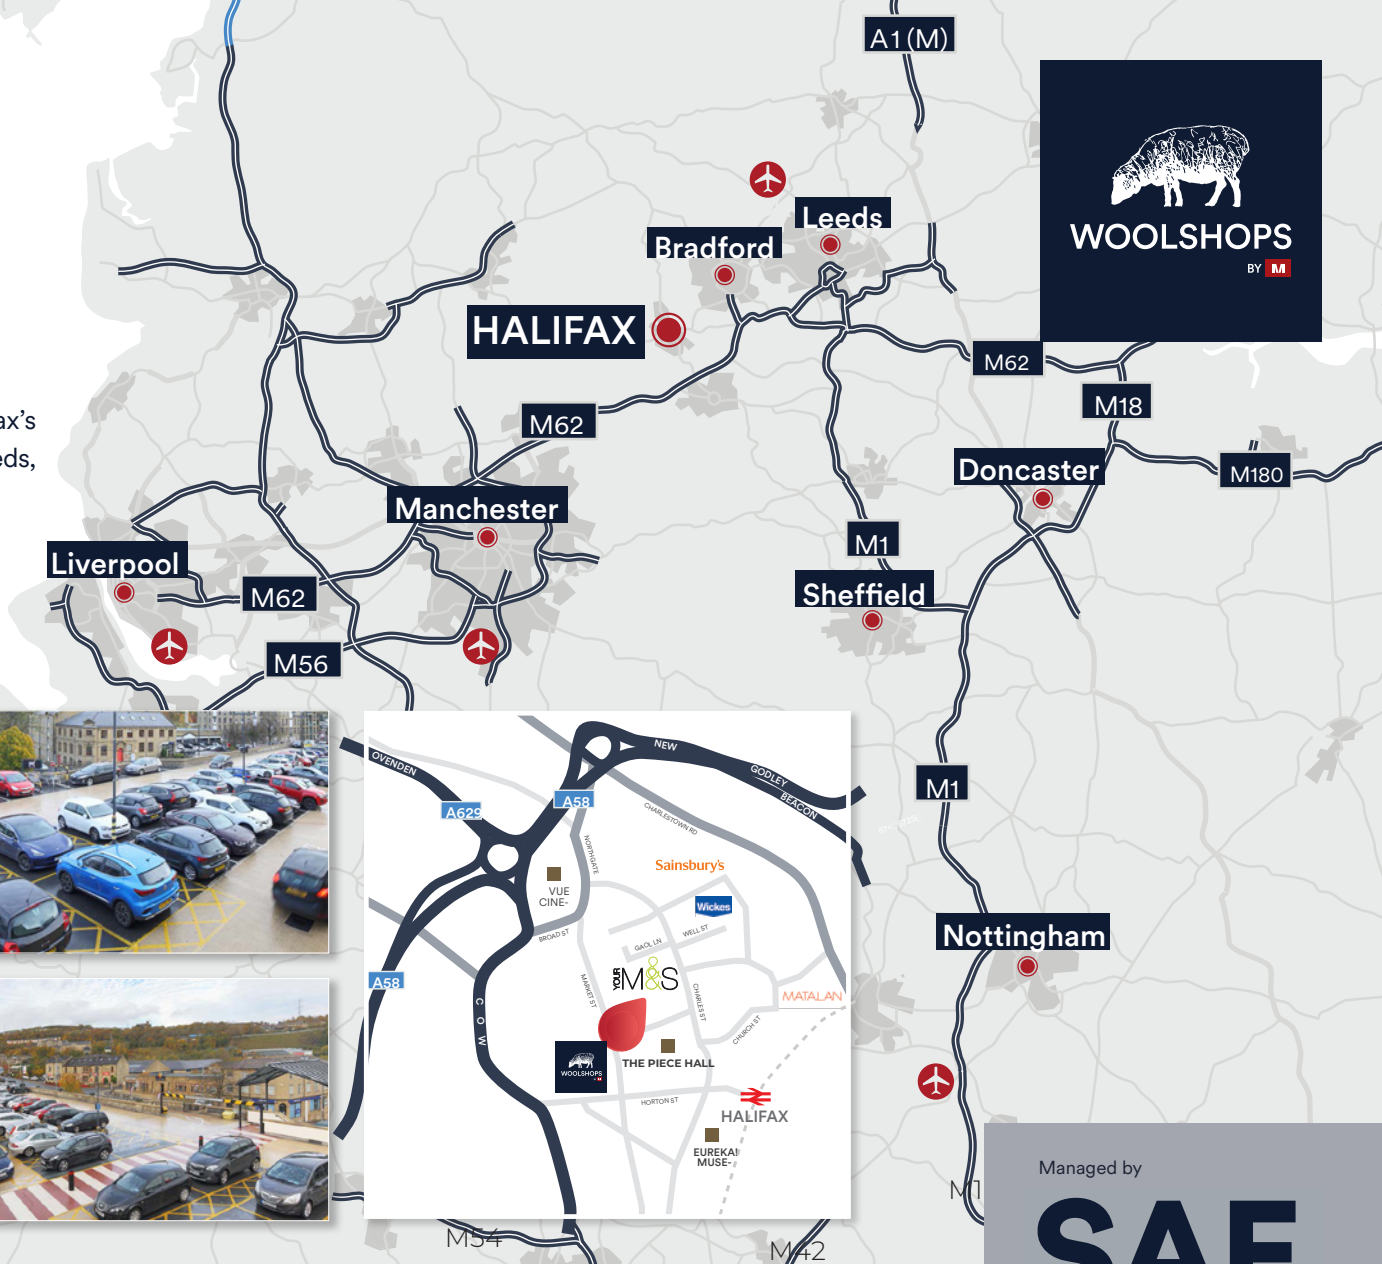 A1(M)
WOOLSHOPS
BY M
Leeds
Bradford
HALIFAX
M62
M62
M18
ax's
eds,
Doncaster
M180
Manchester
M1
Liverpool
Sheffield
M62
M56
M1
Nottingham
OVENDEN
NEW
GODLEY
BEACON
A629
A58
CHARLESTOWN RD
NORTHGATE
Sainsbury's
VUE
CINE-
Wickes
BROAD ST
GAOL LN
WELL ST
A58
MARKET ST
YOUR
M&S
CHARLES ST
MATALAN
COW
CHURCH ST
THE PIECE HALL
WOOLSHOPS
HORTON ST
HALIFAX
EUREKA!
MUSE-
Managed by
M1
M54
M42